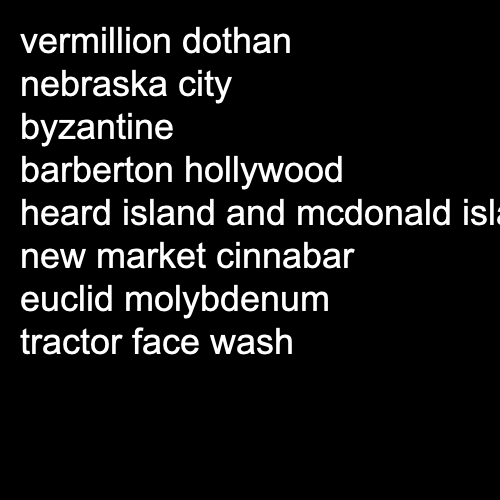 vermillion dothan
nebraska city
byzantine
barberton hollywood
heard island and mcdonald
new market cinnabar
euclid molybdenum
tractor face wash